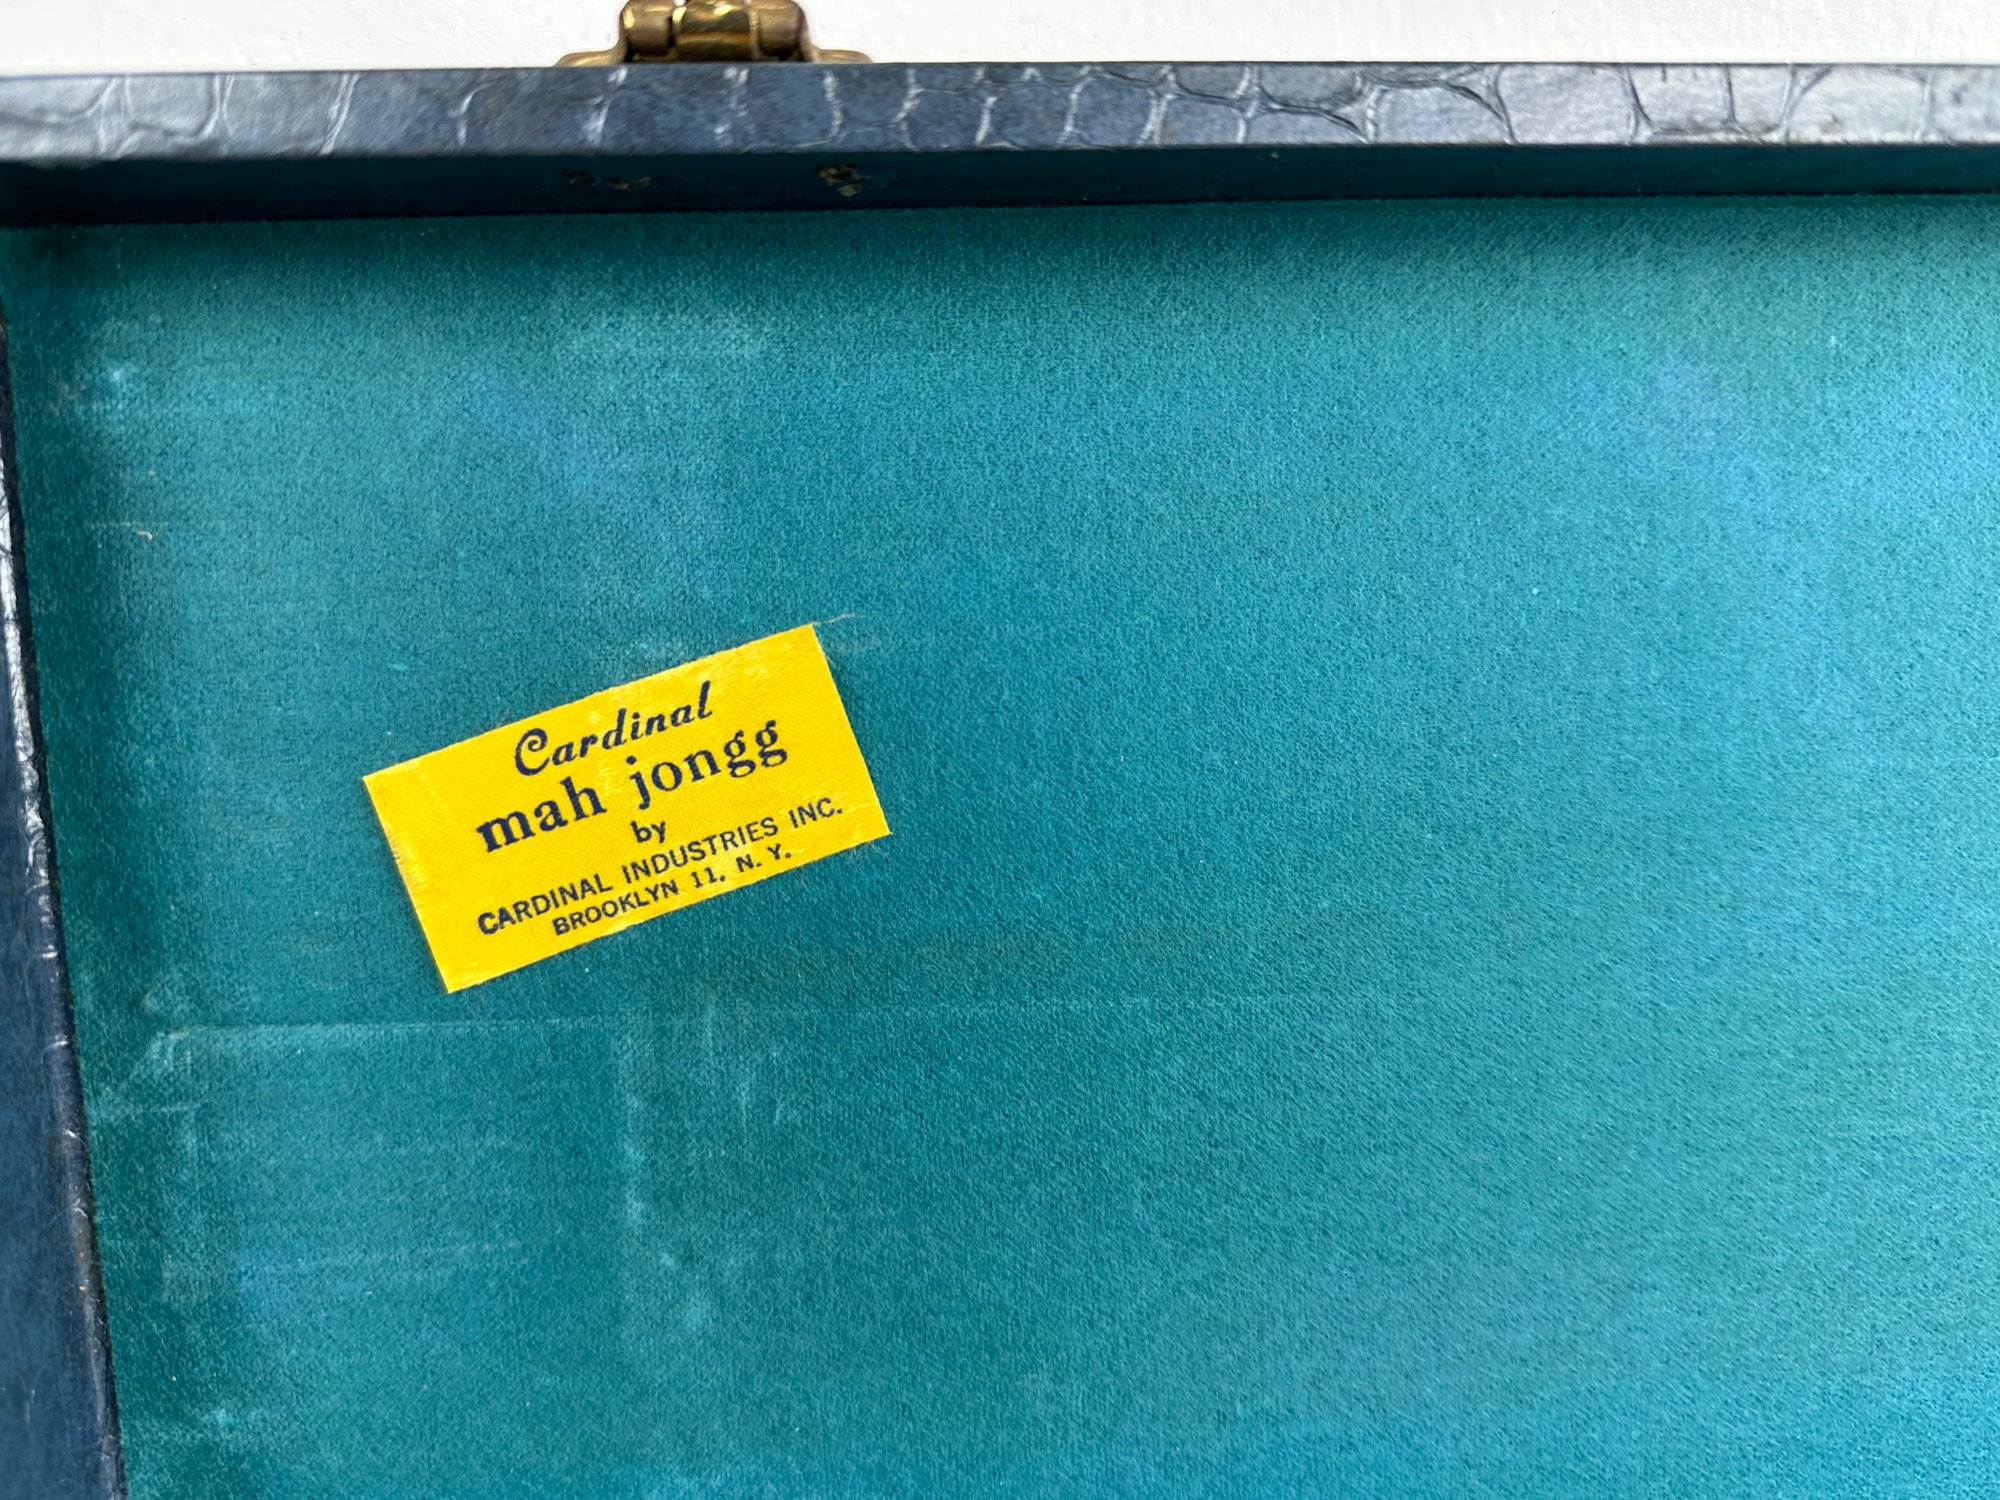 Cardinal
mah jongg
by
CARDINAL INDUSTRIES INC.
BROOKLYN 11, N. Y.